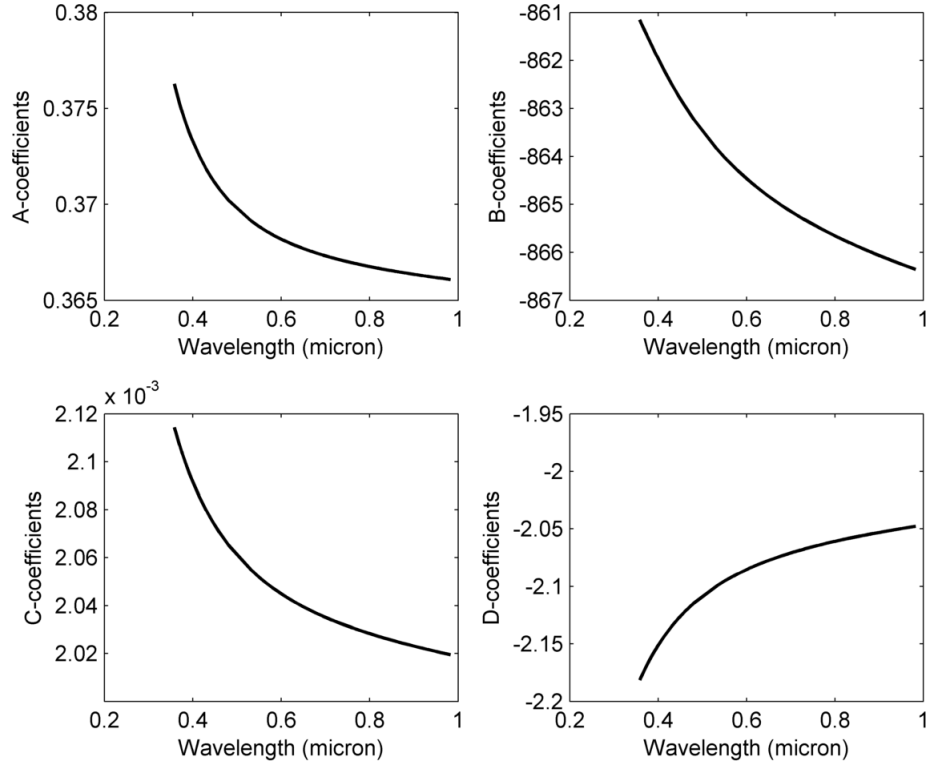 0.38
0.375
0.37
0.365
A-coefficients
0.2 0.4 0.6 0.8 1
Wavelength (micron)
-861
-862
-863
-864
-865
-866
-867
B-coefficients
0.2 0.4 0.6 0.8 1
Wavelength (micron)
x 10⁻³
2.12
2.1
2.08
2.06
2.04
2.02
C-coefficients
0.2 0.4 0.6 0.8 1
Wavelength (micron)
-1.95
-2
-2.05
-2.1
-2.15
-2.2
D-coefficients
0.2 0.4 0.6 0.8 1
Wavelength (micron)